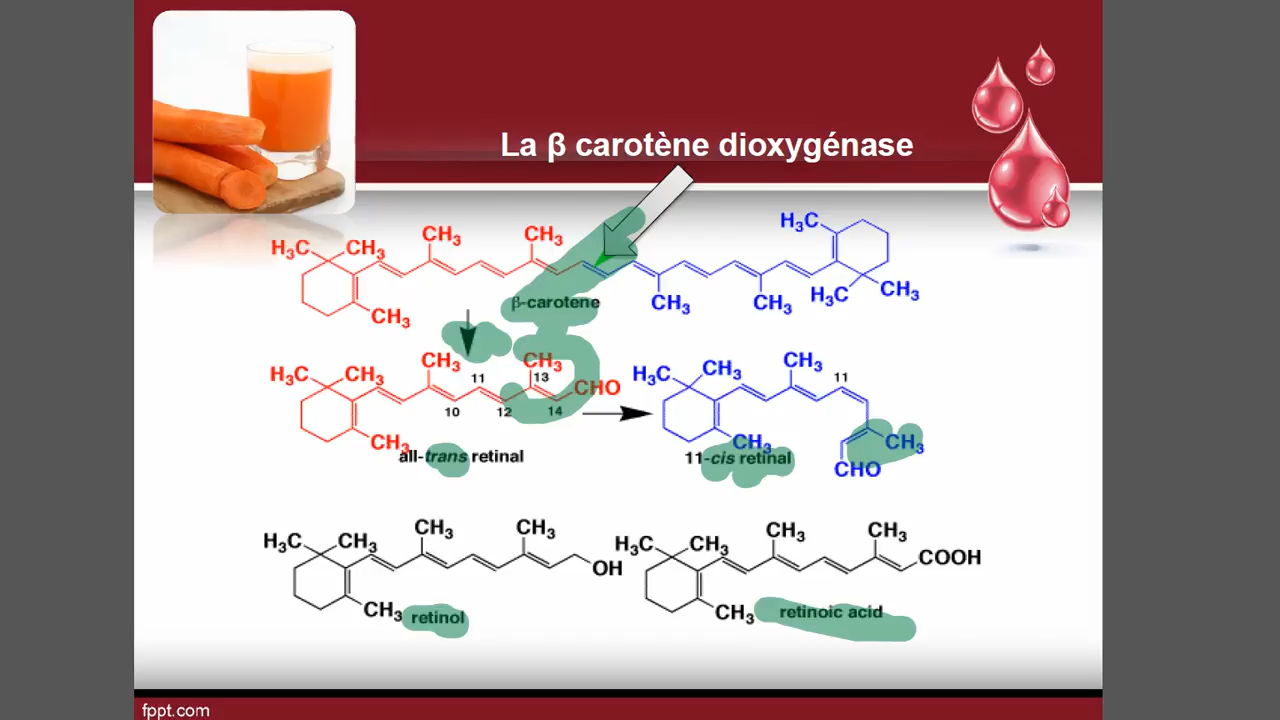 La β carotène dioxygénase
H₃C CH₃ CH₃ CH₃ H₃C
CH₃ CH₃ CH₃ H₃C CH₃
β-carotene
H₃C CH₃ CH₃ CH₃ CHO
10 11 12 13 14
CH₃
all-trans retinal
H₃C CH₃ CH₃ 11
CH₃ CH₃
CHO
11-cis retinal
H₃C CH₃ CH₃ CH₃ OH
CH₃
retinol
H₃C CH₃ CH₃ CH₃ COOH
CH₃
retinoic acid
fppt.com